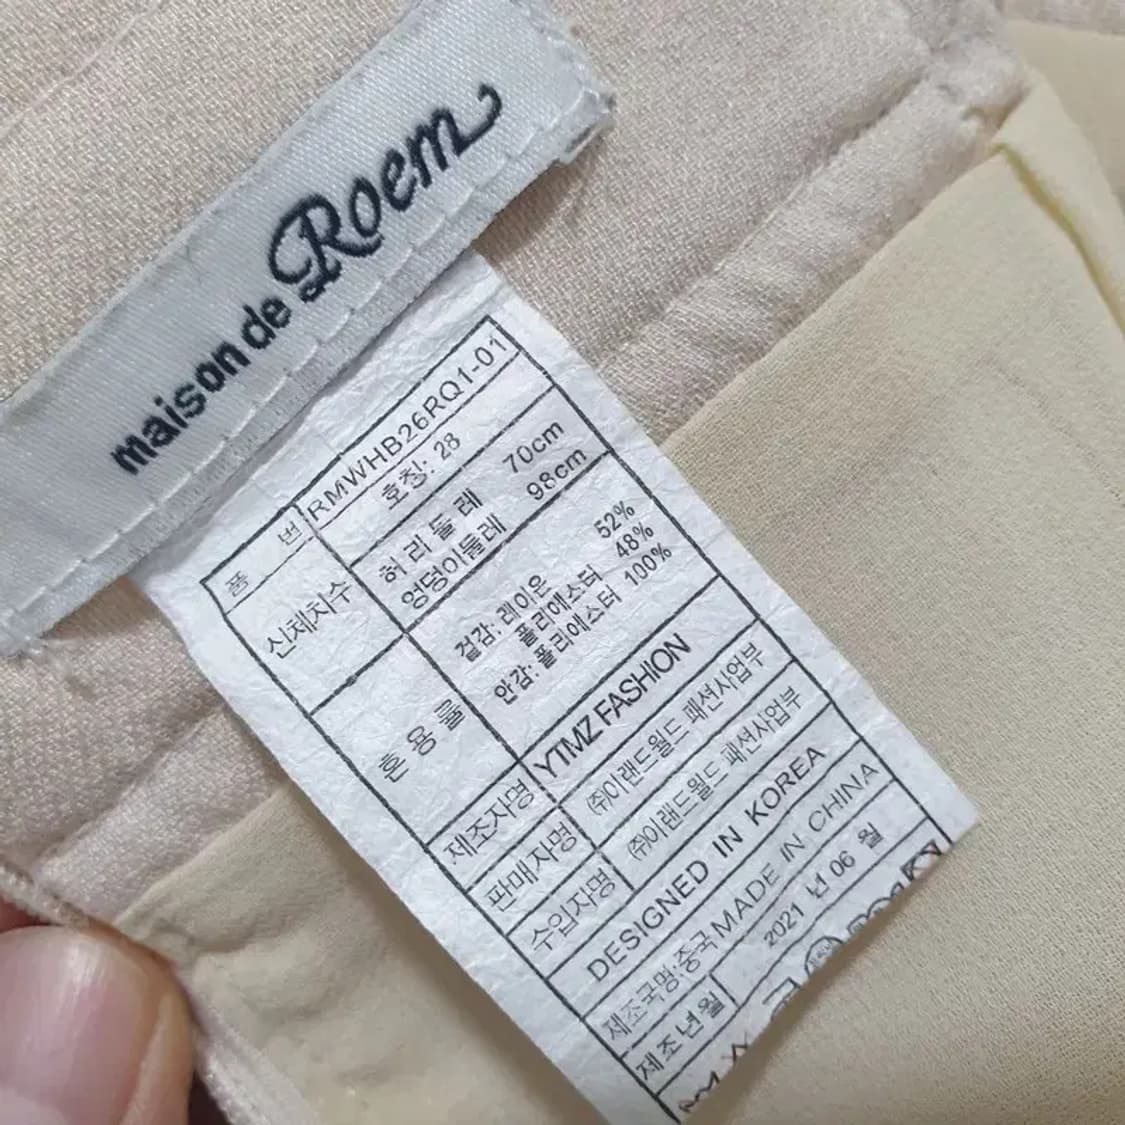 maison de Roem
품 번 RMWHB26RQ1-01
신체치수 호칭: 28
허리둘레 70cm
엉덩이둘레 98cm
혼용률 겉감: 레이온 52%
폴리에스터 48%
안감: 폴리에스터 100%
제조자명 YTMZ FASHION
판매자명 (주)이랜드월드 패션사업부
수입자명 (주)이랜드월드 패션사업부
DESIGNED IN KOREA
제조국명:중국MADE IN CHINA
제조년월 2021 년 06 월